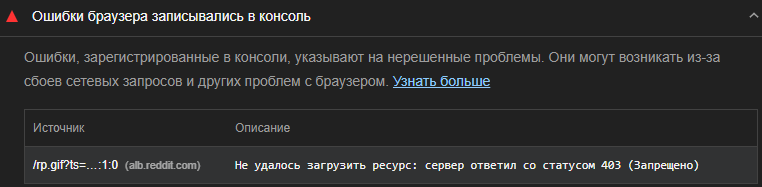 Ошибки браузера записывались в консоль
Ошибки, зарегистрированные в консоли, указывают на нерешенные проблемы. Они могут возникать из-за
сбоев сетевых запросов и других проблем с браузером. Узнать больше
Источник Описание
/rp.gif?ts=…:1:0 (alb.reddit.com) Не удалось загрузить ресурс: сервер ответил со статусом 403 (Запрещено)